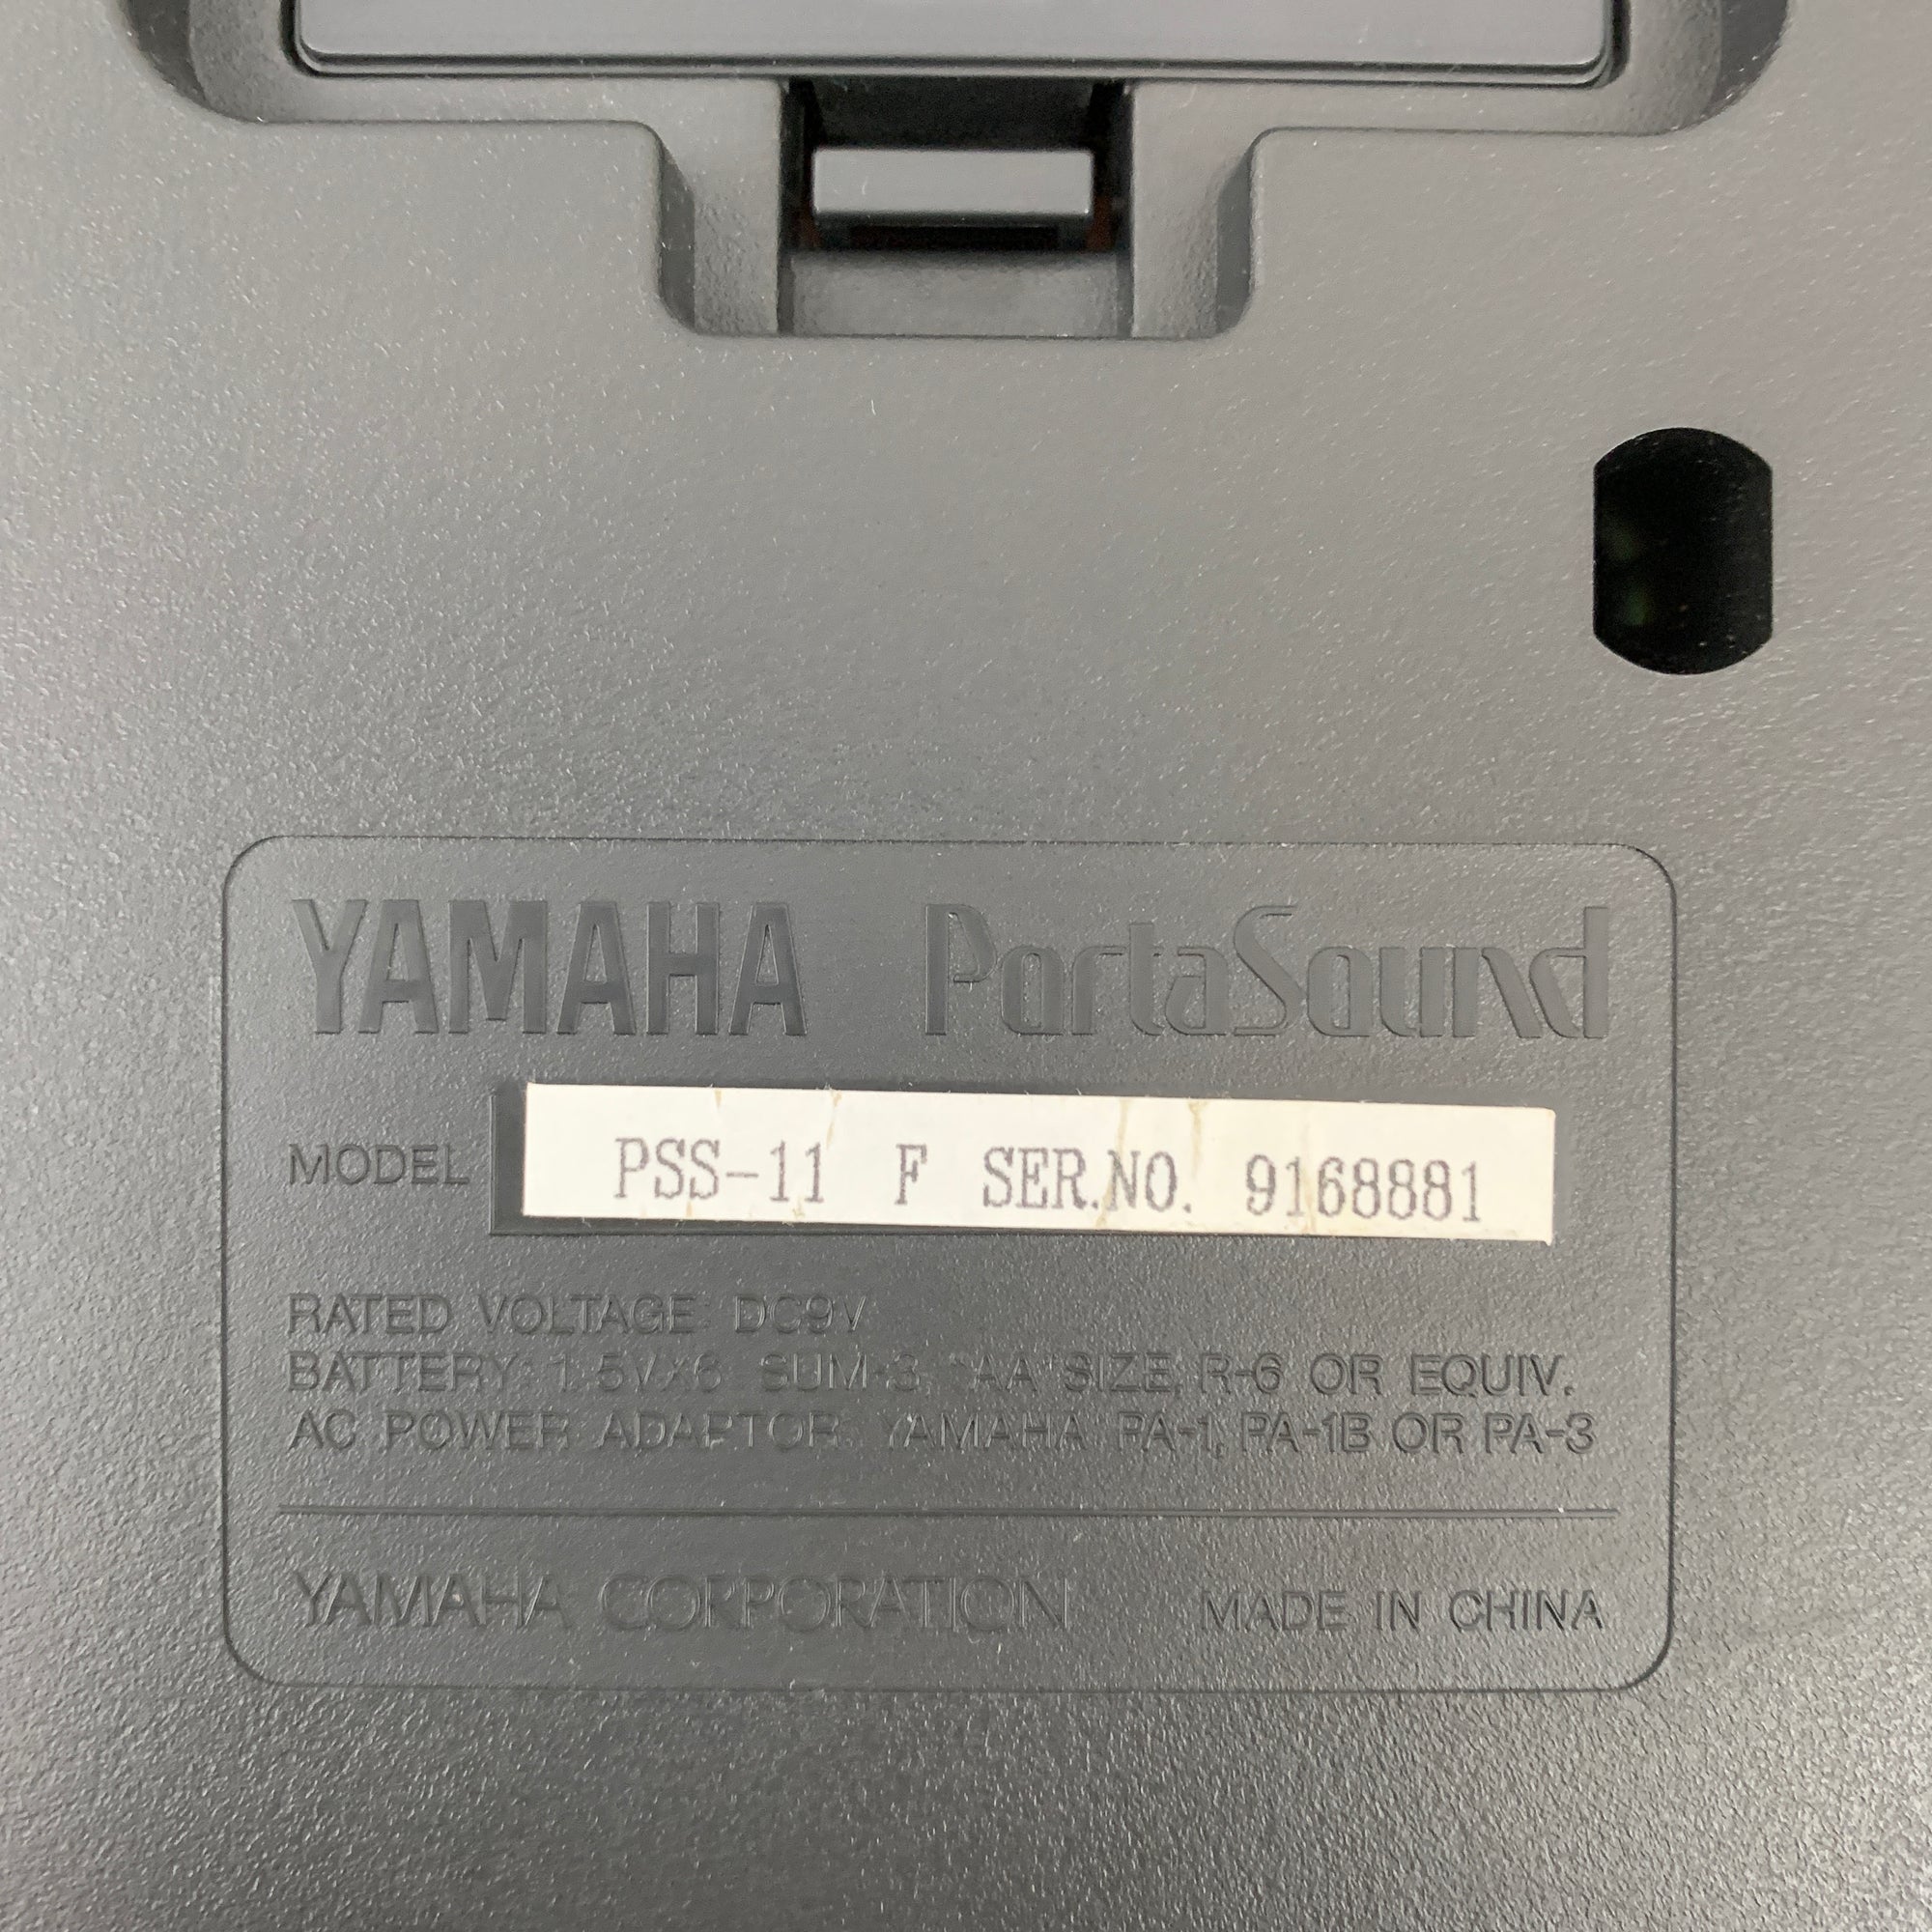 YAMAHA PortaSound
MODEL PSS-11 F SER.NO. 9168881
RATED VOLTAGE: DC9V
BATTERY: 1.5V×6 SUM-3, "AA" SIZE, R-6 OR EQUIV.
AC POWER ADAPTOR: YAMAHA PA-1, PA-1B OR PA-3
YAMAHA CORPORATION MADE IN CHINA